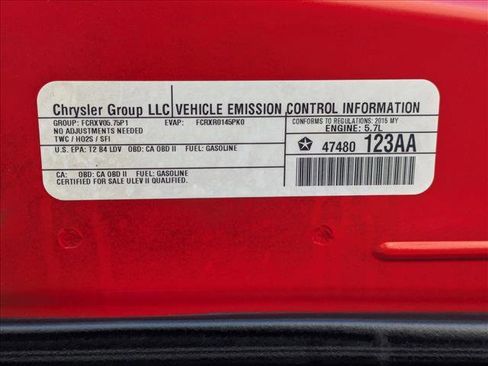 Chrysler Group LLC VEHICLE EMISSION CONTROL INFORMATION
GROUP: FCRXV05.75P1 EVAP: FCRXR0145PK0 CONFORMS TO REGULATIONS: 2015 MY
NO ADJUSTMENTS NEEDED ENGINE: 5.7L
TWC / HO2S / SFI
47480 123AA
U.S. EPA: T2 B4 LDV OBD: CA OBD II FUEL: GASOLINE
CA: OBD: CA OBD II FUEL: GASOLINE
CERTIFIED FOR SALE ULEV II QUALIFIED.